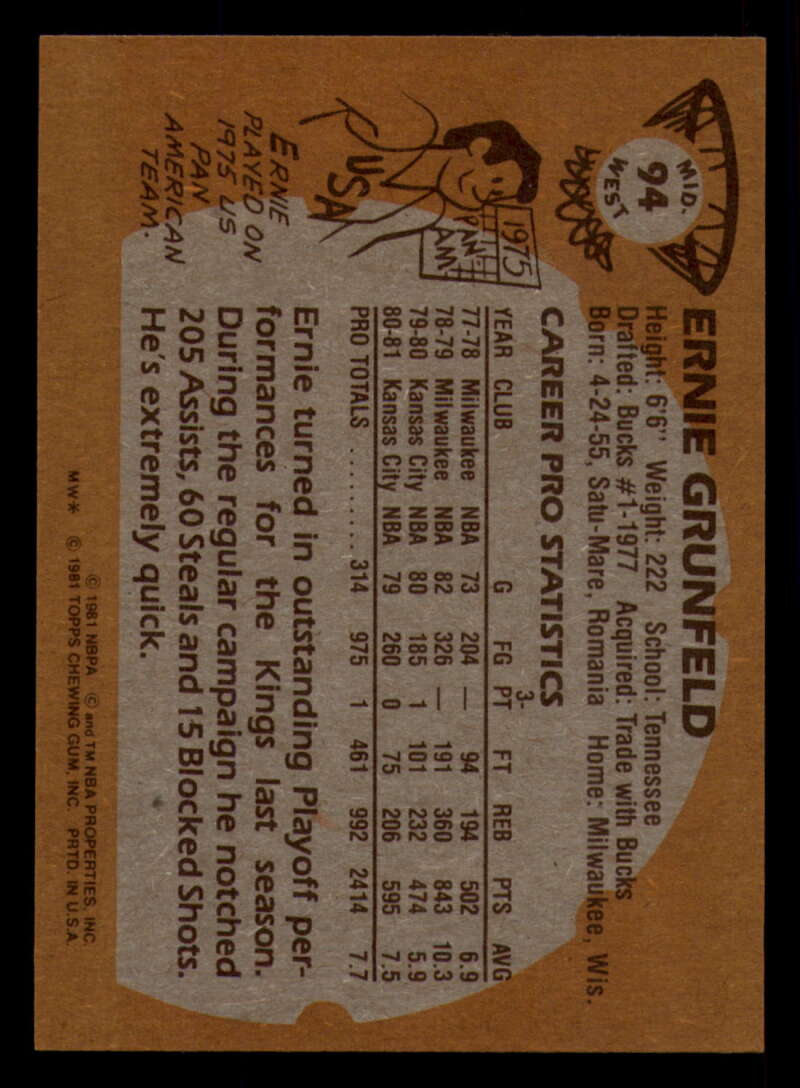 MID.
94
WEST
ERNIE GRUNFELD
Height: 6'6" Weight: 222 School: Tennessee
Drafted: Bucks #1-1977 Acquired: Trade with Bucks
Born: 4-24-55, Satu-Mare, Romania Home: Milwaukee, Wis.
1975
PAN-
AM
USA
ERNIE
PLAYED ON
1975 US
PAN
AMERICAN
TEAM.
CAREER PRO STATISTICS
YEAR CLUB G FG 3-PT FT REB PTS AVG
77-78 Milwaukee NBA 73 204 — 94 194 502 6.9
78-79 Milwaukee NBA 82 326 — 191 360 843 10.3
79-80 Kansas City NBA 80 185 1 101 232 474 5.9
80-81 Kansas City NBA 79 260 0 75 206 595 7.5
PRO TOTALS .......... 314 975 1 461 992 2414 7.7
Ernie turned in outstanding Playoff per-
formances for the Kings last season.
During the regular campaign he notched
205 Assists, 60 Steals and 15 Blocked Shots.
He's extremely quick.
© 1981 NBPA © and TM NBA PROPERTIES, INC.
MW* © 1981 TOPPS CHEWING GUM, INC. PRTD. IN U.S.A.